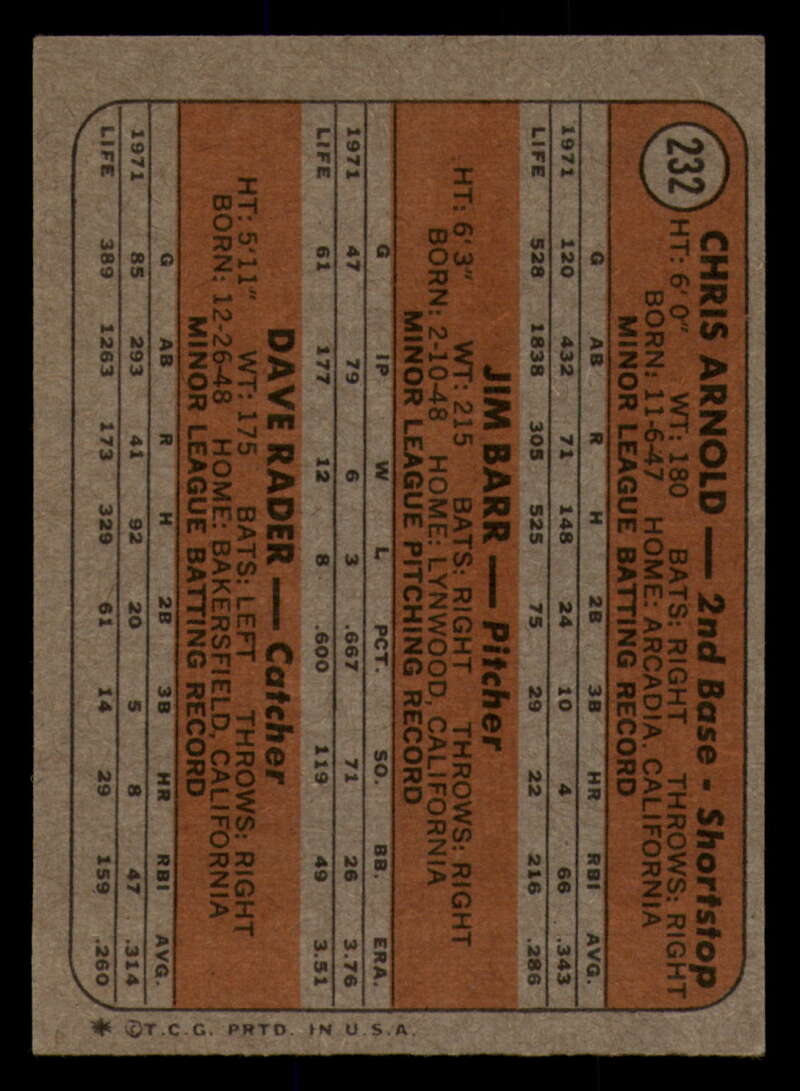 232
CHRIS ARNOLD — 2nd Base - Shortstop
HT: 6'0" WT: 180 BATS: RIGHT THROWS: RIGHT
BORN: 11-6-47 HOME: ARCADIA, CALIFORNIA
MINOR LEAGUE BATTING RECORD
G AB R H 2B 3B HR RBI AVG.
1971 120 432 71 148 24 10 4 66 .343
LIFE 528 1838 305 525 75 29 22 216 .286
JIM BARR — Pitcher
HT: 6'3" WT: 215 BATS: RIGHT THROWS: RIGHT
BORN: 2-10-48 HOME: LYNWOOD, CALIFORNIA
MINOR LEAGUE PITCHING RECORD
G IP W L PCT. SO. BB. ERA.
1971 47 79 6 3 .667 71 26 3.76
LIFE 61 177 12 8 .600 119 49 3.51
DAVE RADER — Catcher
HT: 5'11" WT: 175 BATS: LEFT THROWS: RIGHT
BORN: 12-26-48 HOME: BAKERSFIELD, CALIFORNIA
MINOR LEAGUE BATTING RECORD
G AB R H 2B 3B HR RBI AVG.
1971 85 293 41 92 20 5 8 47 .314
LIFE 389 1263 173 329 61 14 29 159 .260
* ©T.C.G. PRTD. IN U.S.A.